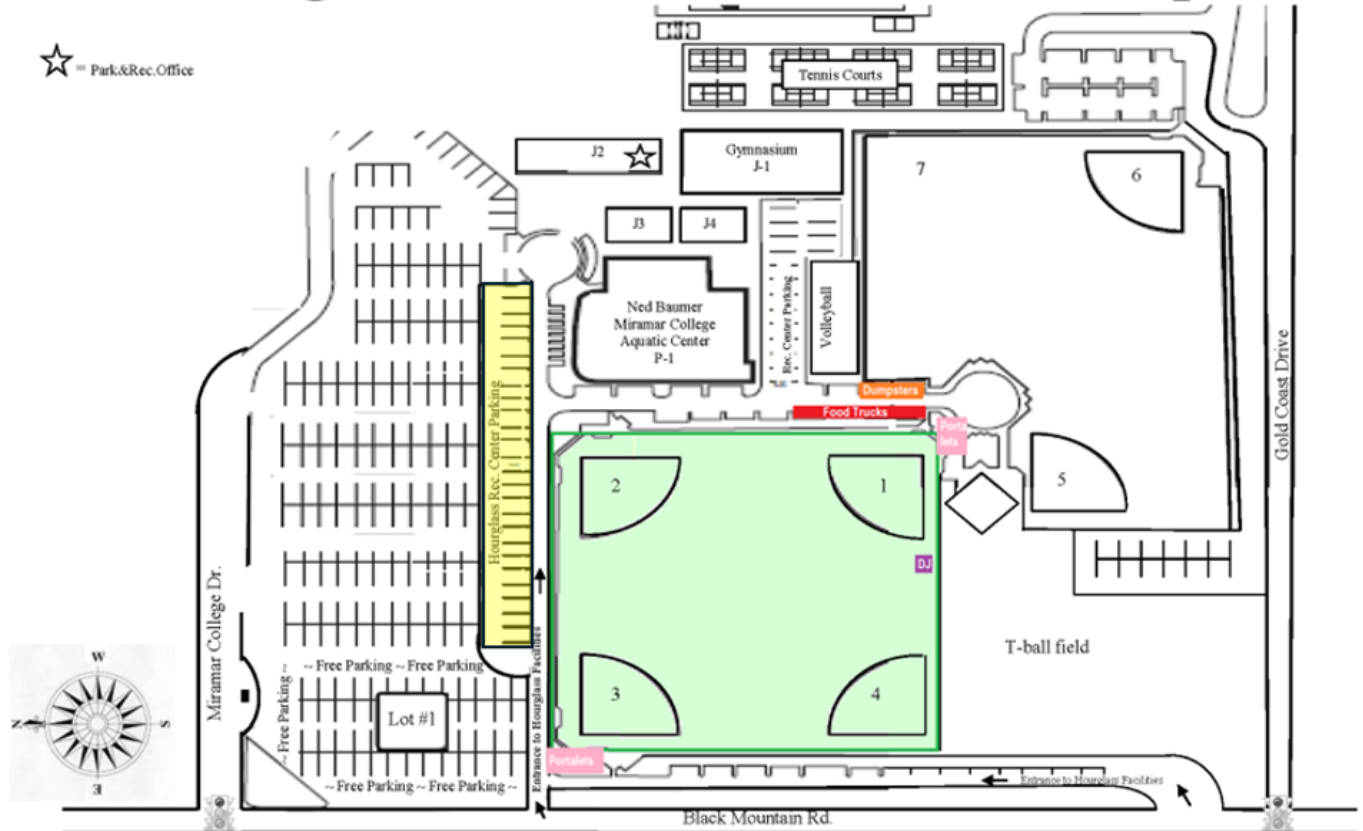 = Park&Rec.Office
Tennis Courts
J2
Gymnasium
J-1
7
6
J3
J4
Ned Baumer
Miramar College
Aquatic Center
P-1
Rec. Center Parking
Volleyball
Dumpsters
Food Trucks
Porta
lets
Gold Coast Drive
Hourglass Rec. Center Parking
2
1
5
DJ
T-ball field
3
4
Miramar College Dr.
~ Free Parking ~ Free Parking
~ Free Parking ~
Lot #1
~ Free Parking ~ Free Parking ~
Entrance to Hourglass Facilities
Portalets
Entrance to Hourglass Facilities
Black Mountain Rd.
W
N
S
E